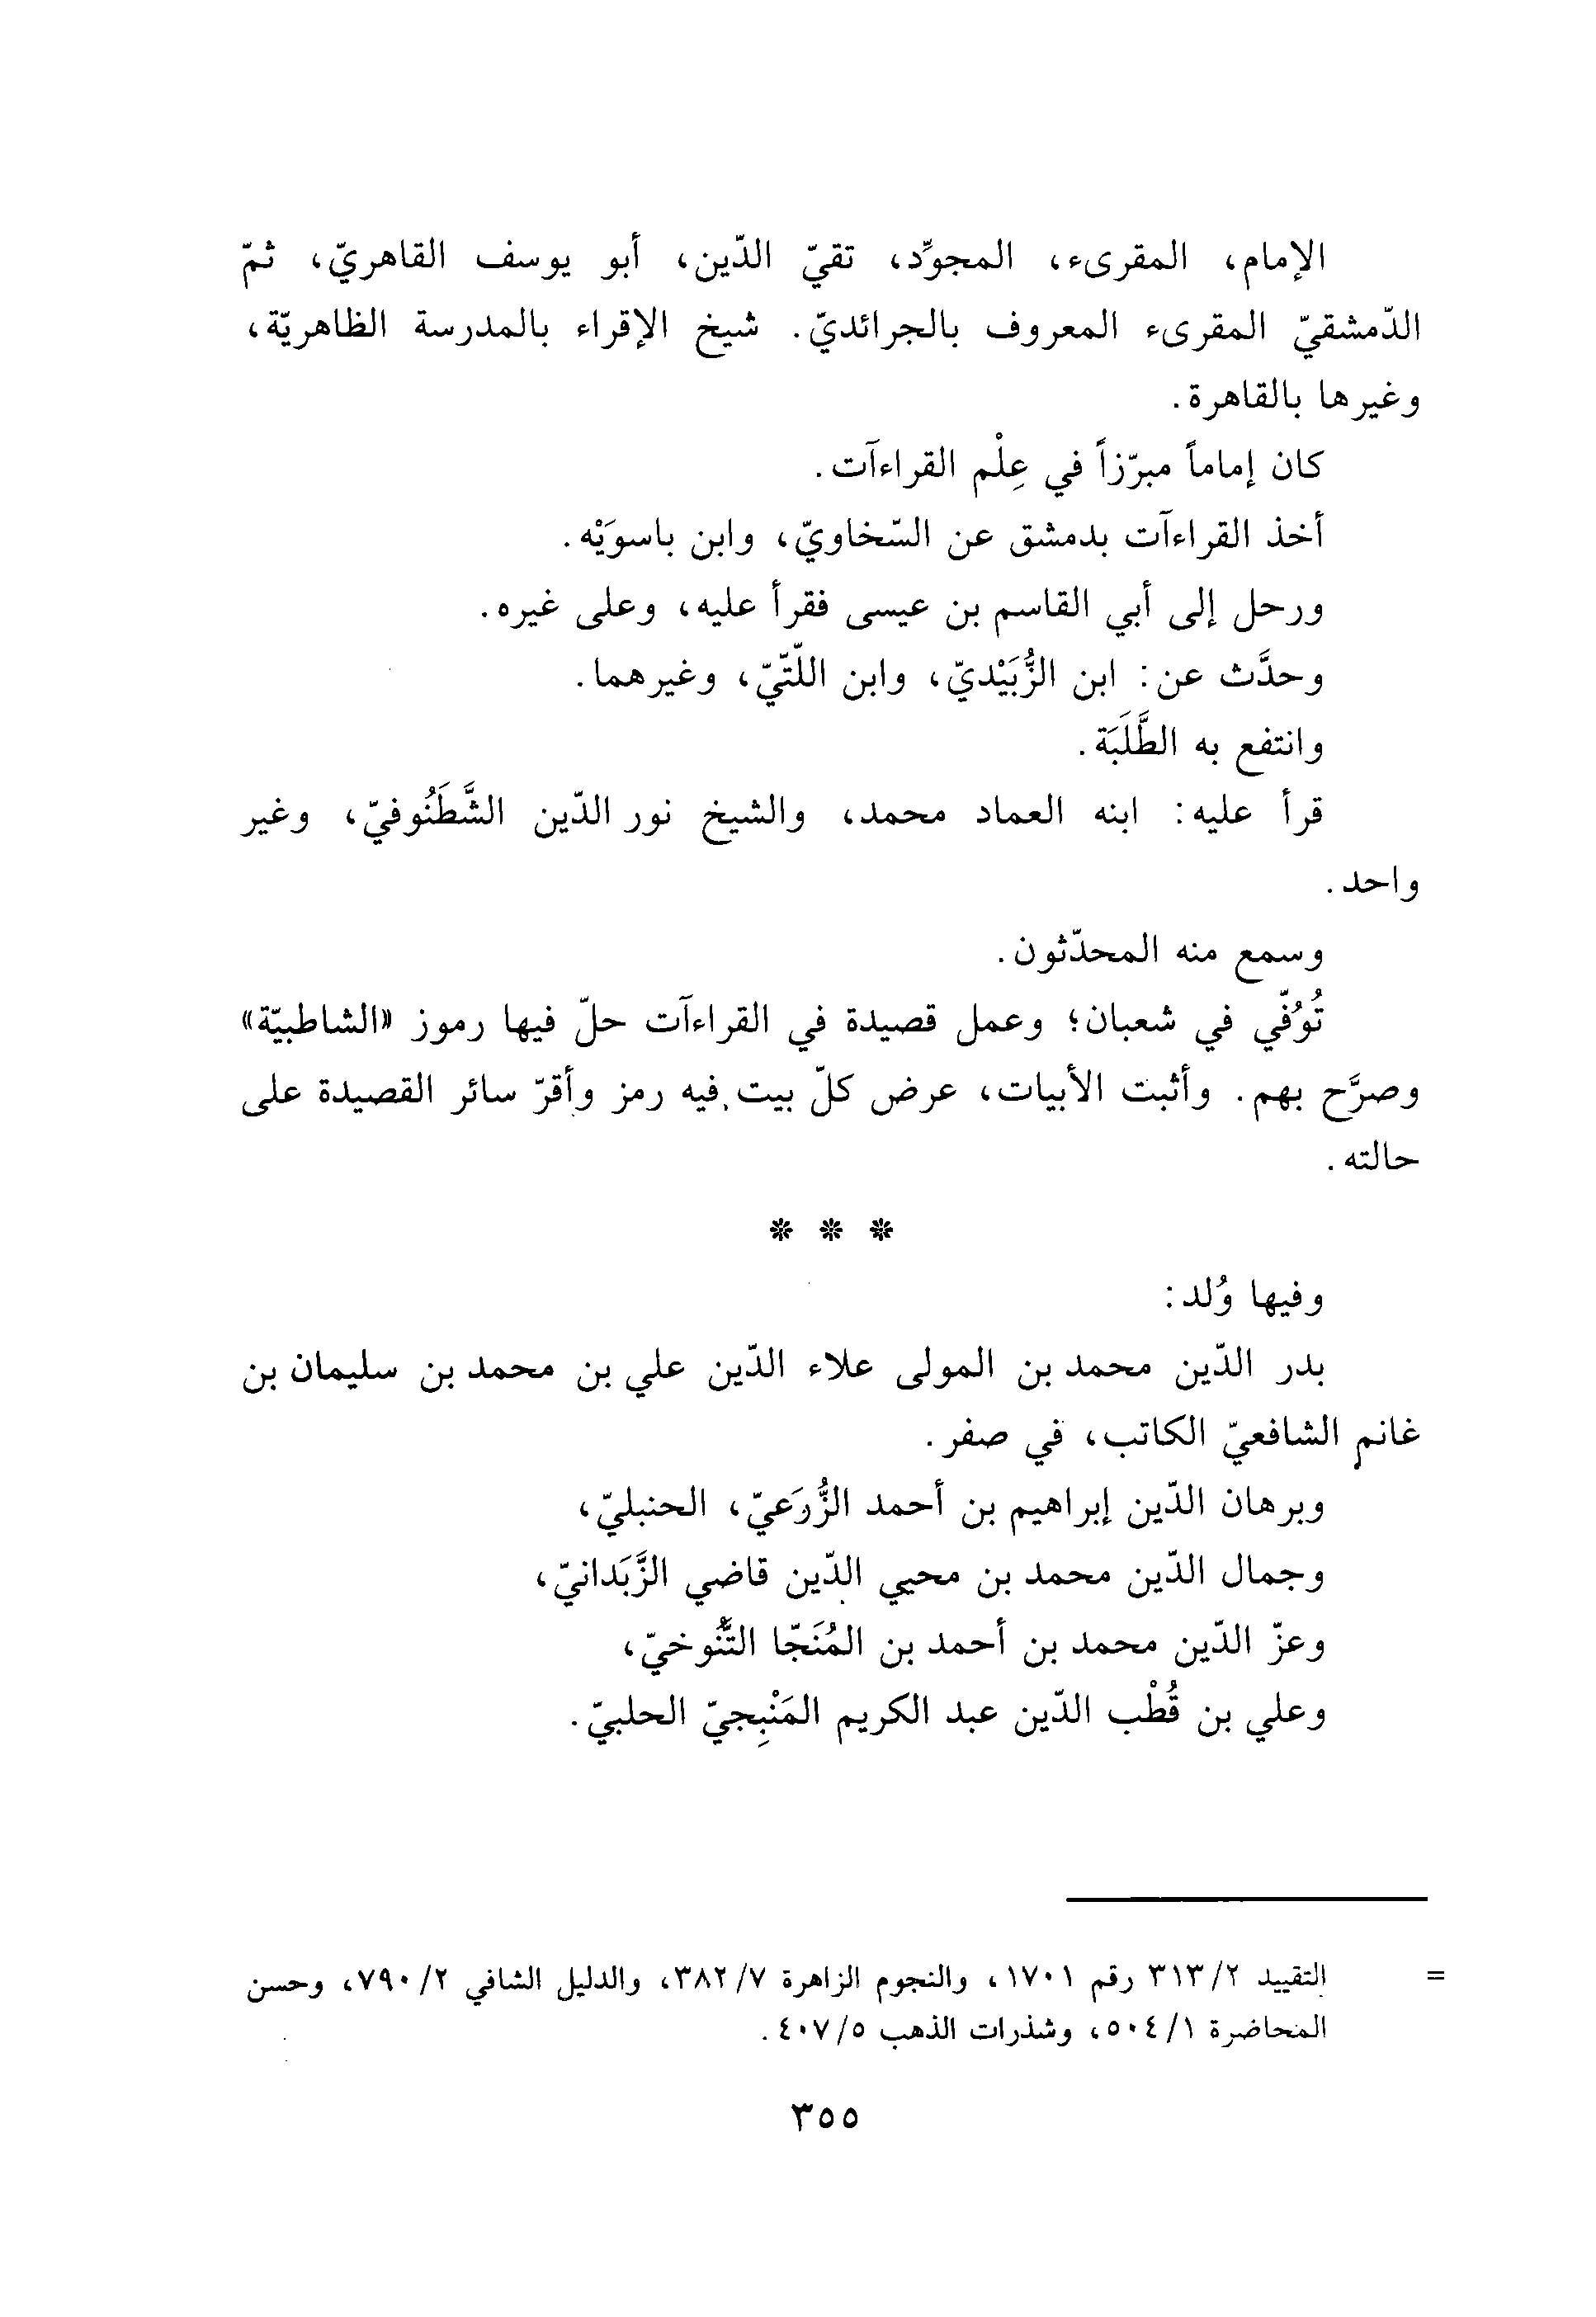 الإمام، المقرىء، المجوِّد، تقيّ الدّين، أبو يوسف القاهريّ، ثمّ
الدّمشقيّ المقرىء المعروف بالجرائديّ. شيخ الإقراء بالمدرسة الظاهريّة،
وغيرها بالقاهرة.
كان إماماً مبرّزاً في عِلْم القراءآت.
أخذ القراءآت بدمشق عن السّخاويّ، وابن باسوَيْه.
ورحل إلى أبي القاسم بن عيسى فقرأ عليه، وعلى غيره.
وحدَّث عن: ابن الزُّبَيْديّ، وابن اللّتّيّ، وغيرهما.
وانتفع به الطَّلَبَة.
قرأ عليه: ابنه العماد محمد، والشيخ نور الدّين الشَّطَنُوفيّ، وغير
واحد.
وسمع منه المحدّثون.
تُوُفّي في شعبان؛ وعمل قصيدة في القراءآت حلّ فيها رموز «الشاطبيّة»
وصرَّح بهم. وأثبت الأبيات، عرض كلّ بيت فيه رمز وأقرّ سائر القصيدة على
حالته.
* * *
وفيها وُلد:
بدر الدّين محمد بن المولى علاء الدّين علي بن محمد بن سليمان بن
غانم الشافعيّ الكاتب، في صفر.
وبرهان الدّين إبراهيم بن أحمد الزُّرَعيّ، الحنبليّ،
وجمال الدّين محمد بن محيي الدّين قاضي الزَّبَدانيّ،
وعزّ الدّين محمد بن أحمد بن المُنَجّا التَّنُوخيّ،
وعلي بن قُطْب الدّين عبد الكريم المَنْبِجيّ الحلبيّ.
= التقييد ٢/٣١٣ رقم ١٧٠١، والنجوم الزاهرة ٧/٣٨٢، والدليل الشافي ٢/٧٩٠، وحسن
المحاضرة ١/٥٠٤، وشذرات الذهب ٥/٤٠٧.
٣٥٥